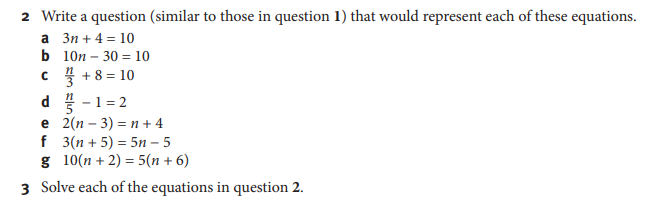 2 Write a question (similar to those in question 1) that would represent each of these equations.
a 3n + 4 = 10
b 10n – 30 = 10
c n/3 + 8 = 10
d n/5 – 1 = 2
e 2(n – 3) = n + 4
f 3(n + 5) = 5n – 5
g 10(n + 2) = 5(n + 6)
3 Solve each of the equations in question 2.